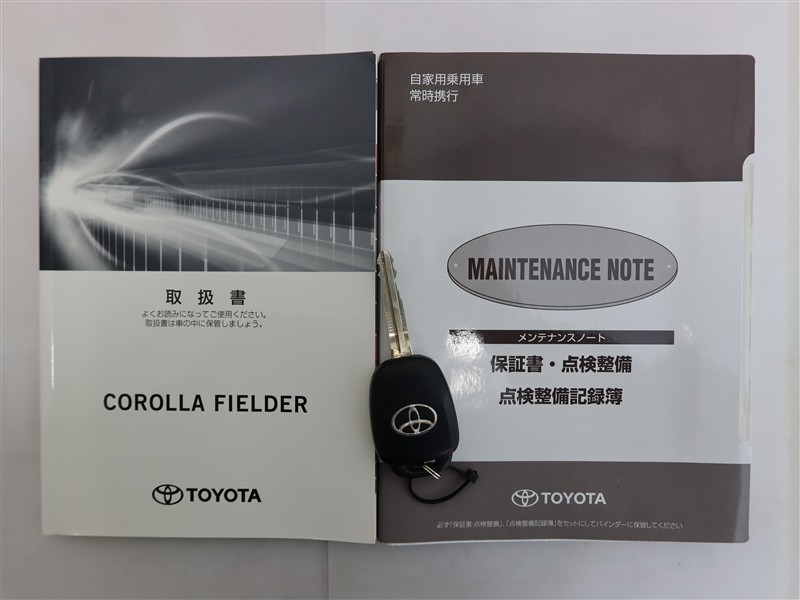 取扱書
よくお読みになってご使用ください。
取扱書は車の中に保管しましょう。
COROLLA FIELDER
TOYOTA
自家用乗用車
常時携行
MAINTENANCE NOTE
メンテナンスノート
保証書・点検整備
点検整備記録簿
TOYOTA
必ず「保証書・点検整備」、「点検整備記録簿」をセットにしてバインダーに保管してください